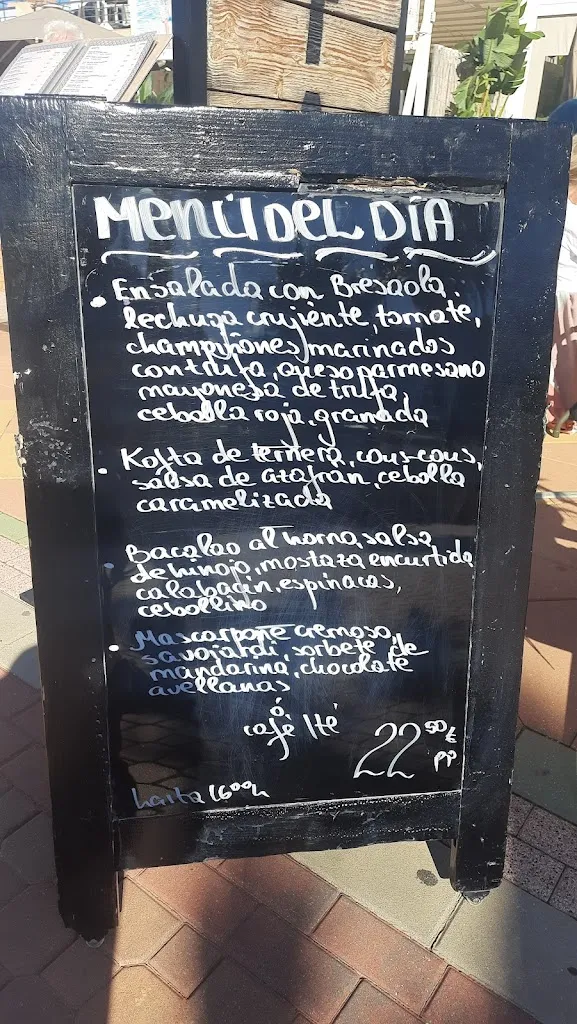 MENÚ DEL DÍA
Ensalada con Bresaola,
lechuga crujiente, tomate,
champiñones marinados
con trufa, queso parmesano
mayonesa de trufa,
cebolla roja, granada
Kofta de ternera, cous-cous,
salsa de azafrán, cebolla
caramelizada
Bacalao al horno, salsa
de hinojo, mostaza encurtida
calabacín, espinacas,
cebollino
Mascarpone cremoso,
savojardi, sorbete de
mandarina, chocolate
avellanas
ó
café / té
22 50 €
pp
hasta 16⁰⁰h